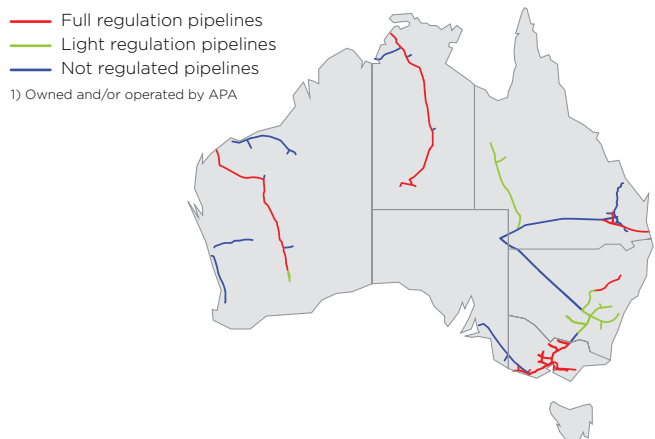 Full regulation pipelines
Light regulation pipelines
Not regulated pipelines
1) Owned and/or operated by APA